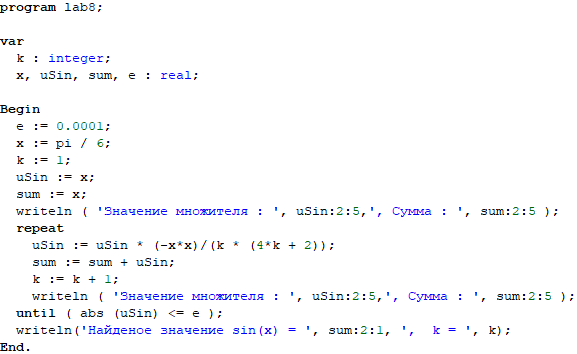 program lab8;
var
k : integer;
x, uSin, sum, e : real;
Begin
e := 0.0001;
x := pi / 6;
k := 1;
uSin := x;
sum := x;
writeln ( 'Значение множителя : ', uSin:2:5,', Сумма : ', sum:2:5 );
repeat
uSin := uSin * (-x*x)/(k * (4*k + 2));
sum := sum + uSin;
k := k + 1;
writeln ( 'Значение множителя : ', uSin:2:5,', Сумма : ', sum:2:5 );
until ( abs (uSin) <= e );
writeln('Найденое значение sin(x) = ', sum:2:1, ',  k = ', k);
End.